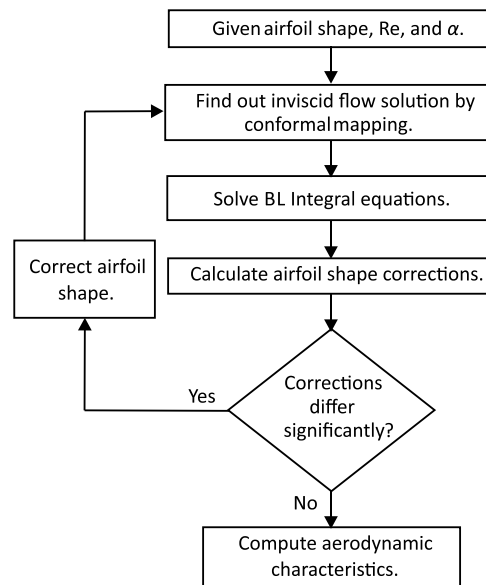 Given airfoil shape, Re, and α.
Find out inviscid flow solution by
conformal mapping.
Solve BL Integral equations.
Correct airfoil
shape.
Calculate airfoil shape corrections.
Yes
Corrections
differ
significantly?
No
Compute aerodynamic
characteristics.